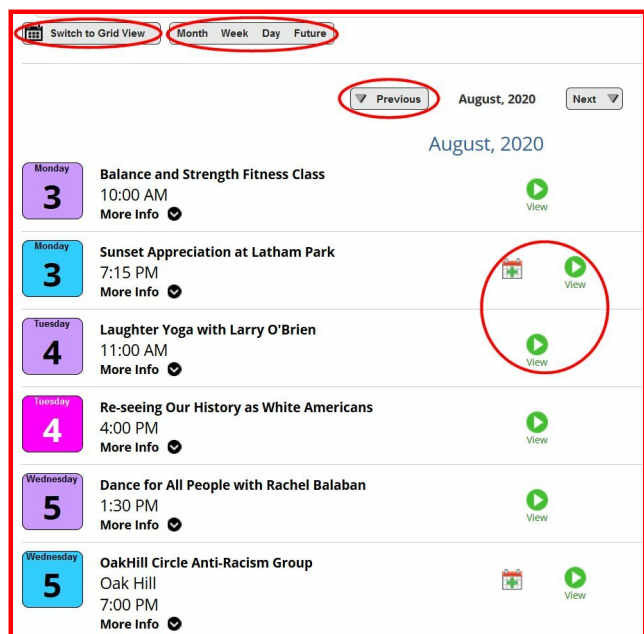 Switch to Grid View Month Week Day Future
Previous August, 2020 Next
August, 2020
Monday
3
Balance and Strength Fitness Class
10:00 AM
More Info
View
Monday
3
Sunset Appreciation at Latham Park
7:15 PM
More Info
View
Tuesday
4
Laughter Yoga with Larry O'Brien
11:00 AM
More Info
View
Tuesday
4
Re-seeing Our History as White Americans
4:00 PM
More Info
View
Wednesday
5
Dance for All People with Rachel Balaban
1:30 PM
More Info
View
Wednesday
5
OakHill Circle Anti-Racism Group
Oak Hill
7:00 PM
More Info
View